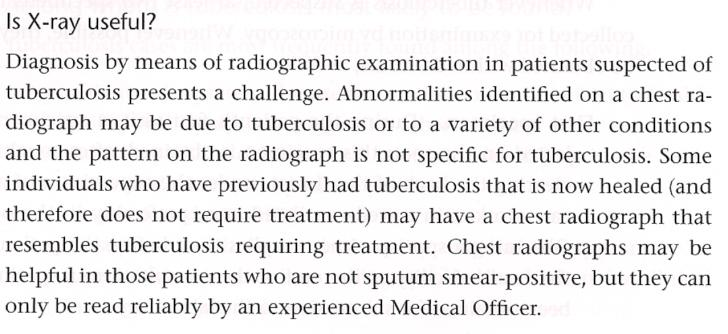 Is X-ray useful?
Diagnosis by means of radiographic examination in patients suspected of
tuberculosis presents a challenge. Abnormalities identified on a chest ra-
diograph may be due to tuberculosis or to a variety of other conditions
and the pattern on the radiograph is not specific for tuberculosis. Some
individuals who have previously had tuberculosis that is now healed (and
therefore does not require treatment) may have a chest radiograph that
resembles tuberculosis requiring treatment. Chest radiographs may be
helpful in those patients who are not sputum smear-positive, but they can
only be read reliably by an experienced Medical Officer.